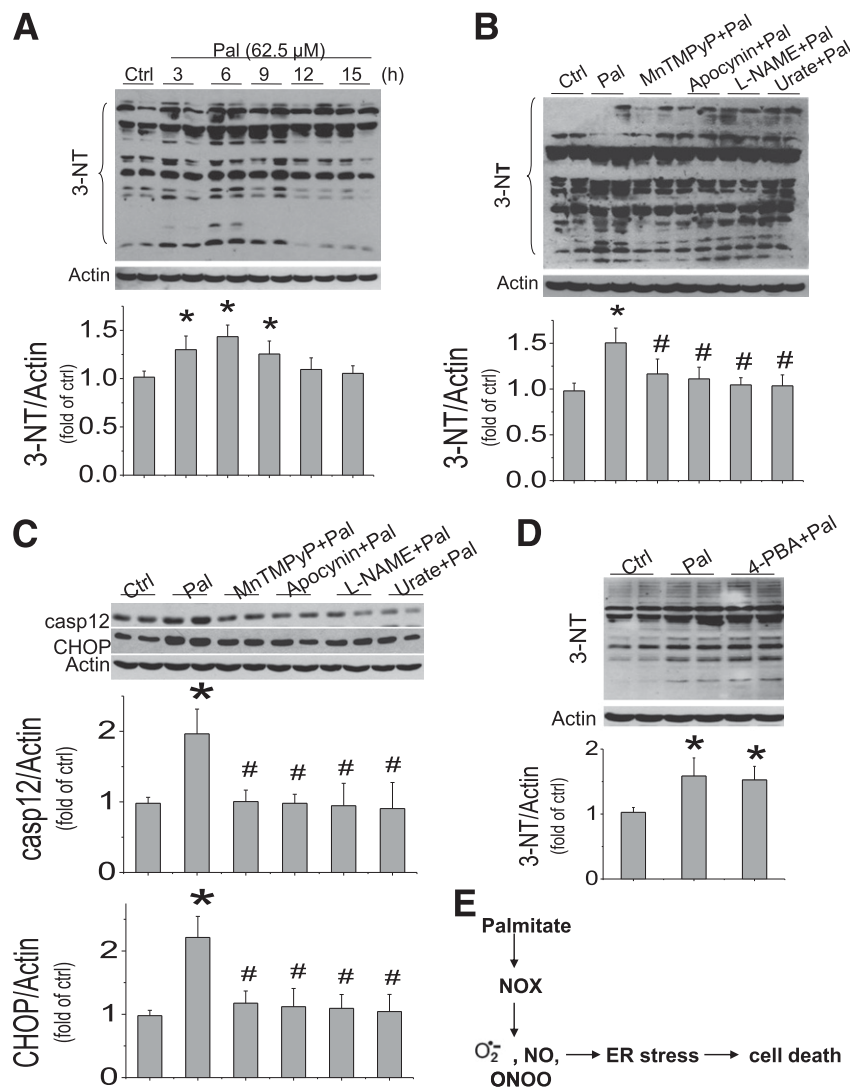 A
Pal (62.5 µM)
Ctrl 3 6 9 12 15 (h)
3-NT
Actin
* * *
3-NT/Actin
(fold of ctrl)
1.5
1.0
0.5
0.0
B
Ctrl Pal MnTMPyP+Pal Apocynin+Pal L-NAME+Pal Urate+Pal
3-NT
Actin
* # # # #
3-NT/Actin
(fold of ctrl)
1.5
1.0
0.5
0.0
C
Ctrl Pal MnTMPyP+Pal Apocynin+Pal L-NAME+Pal Urate+Pal
casp12
CHOP
Actin
* # # # #
casp12/Actin
(fold of ctrl)
2
1
0
* # # # #
CHOP/Actin
(fold of ctrl)
2
1
0
D
Ctrl Pal 4-PBA+Pal
3-NT
Actin
* *
3-NT/Actin
(fold of ctrl)
2
1
0
E
Palmitate
NOX
O₂•− , NO, ER stress cell death
ONOO